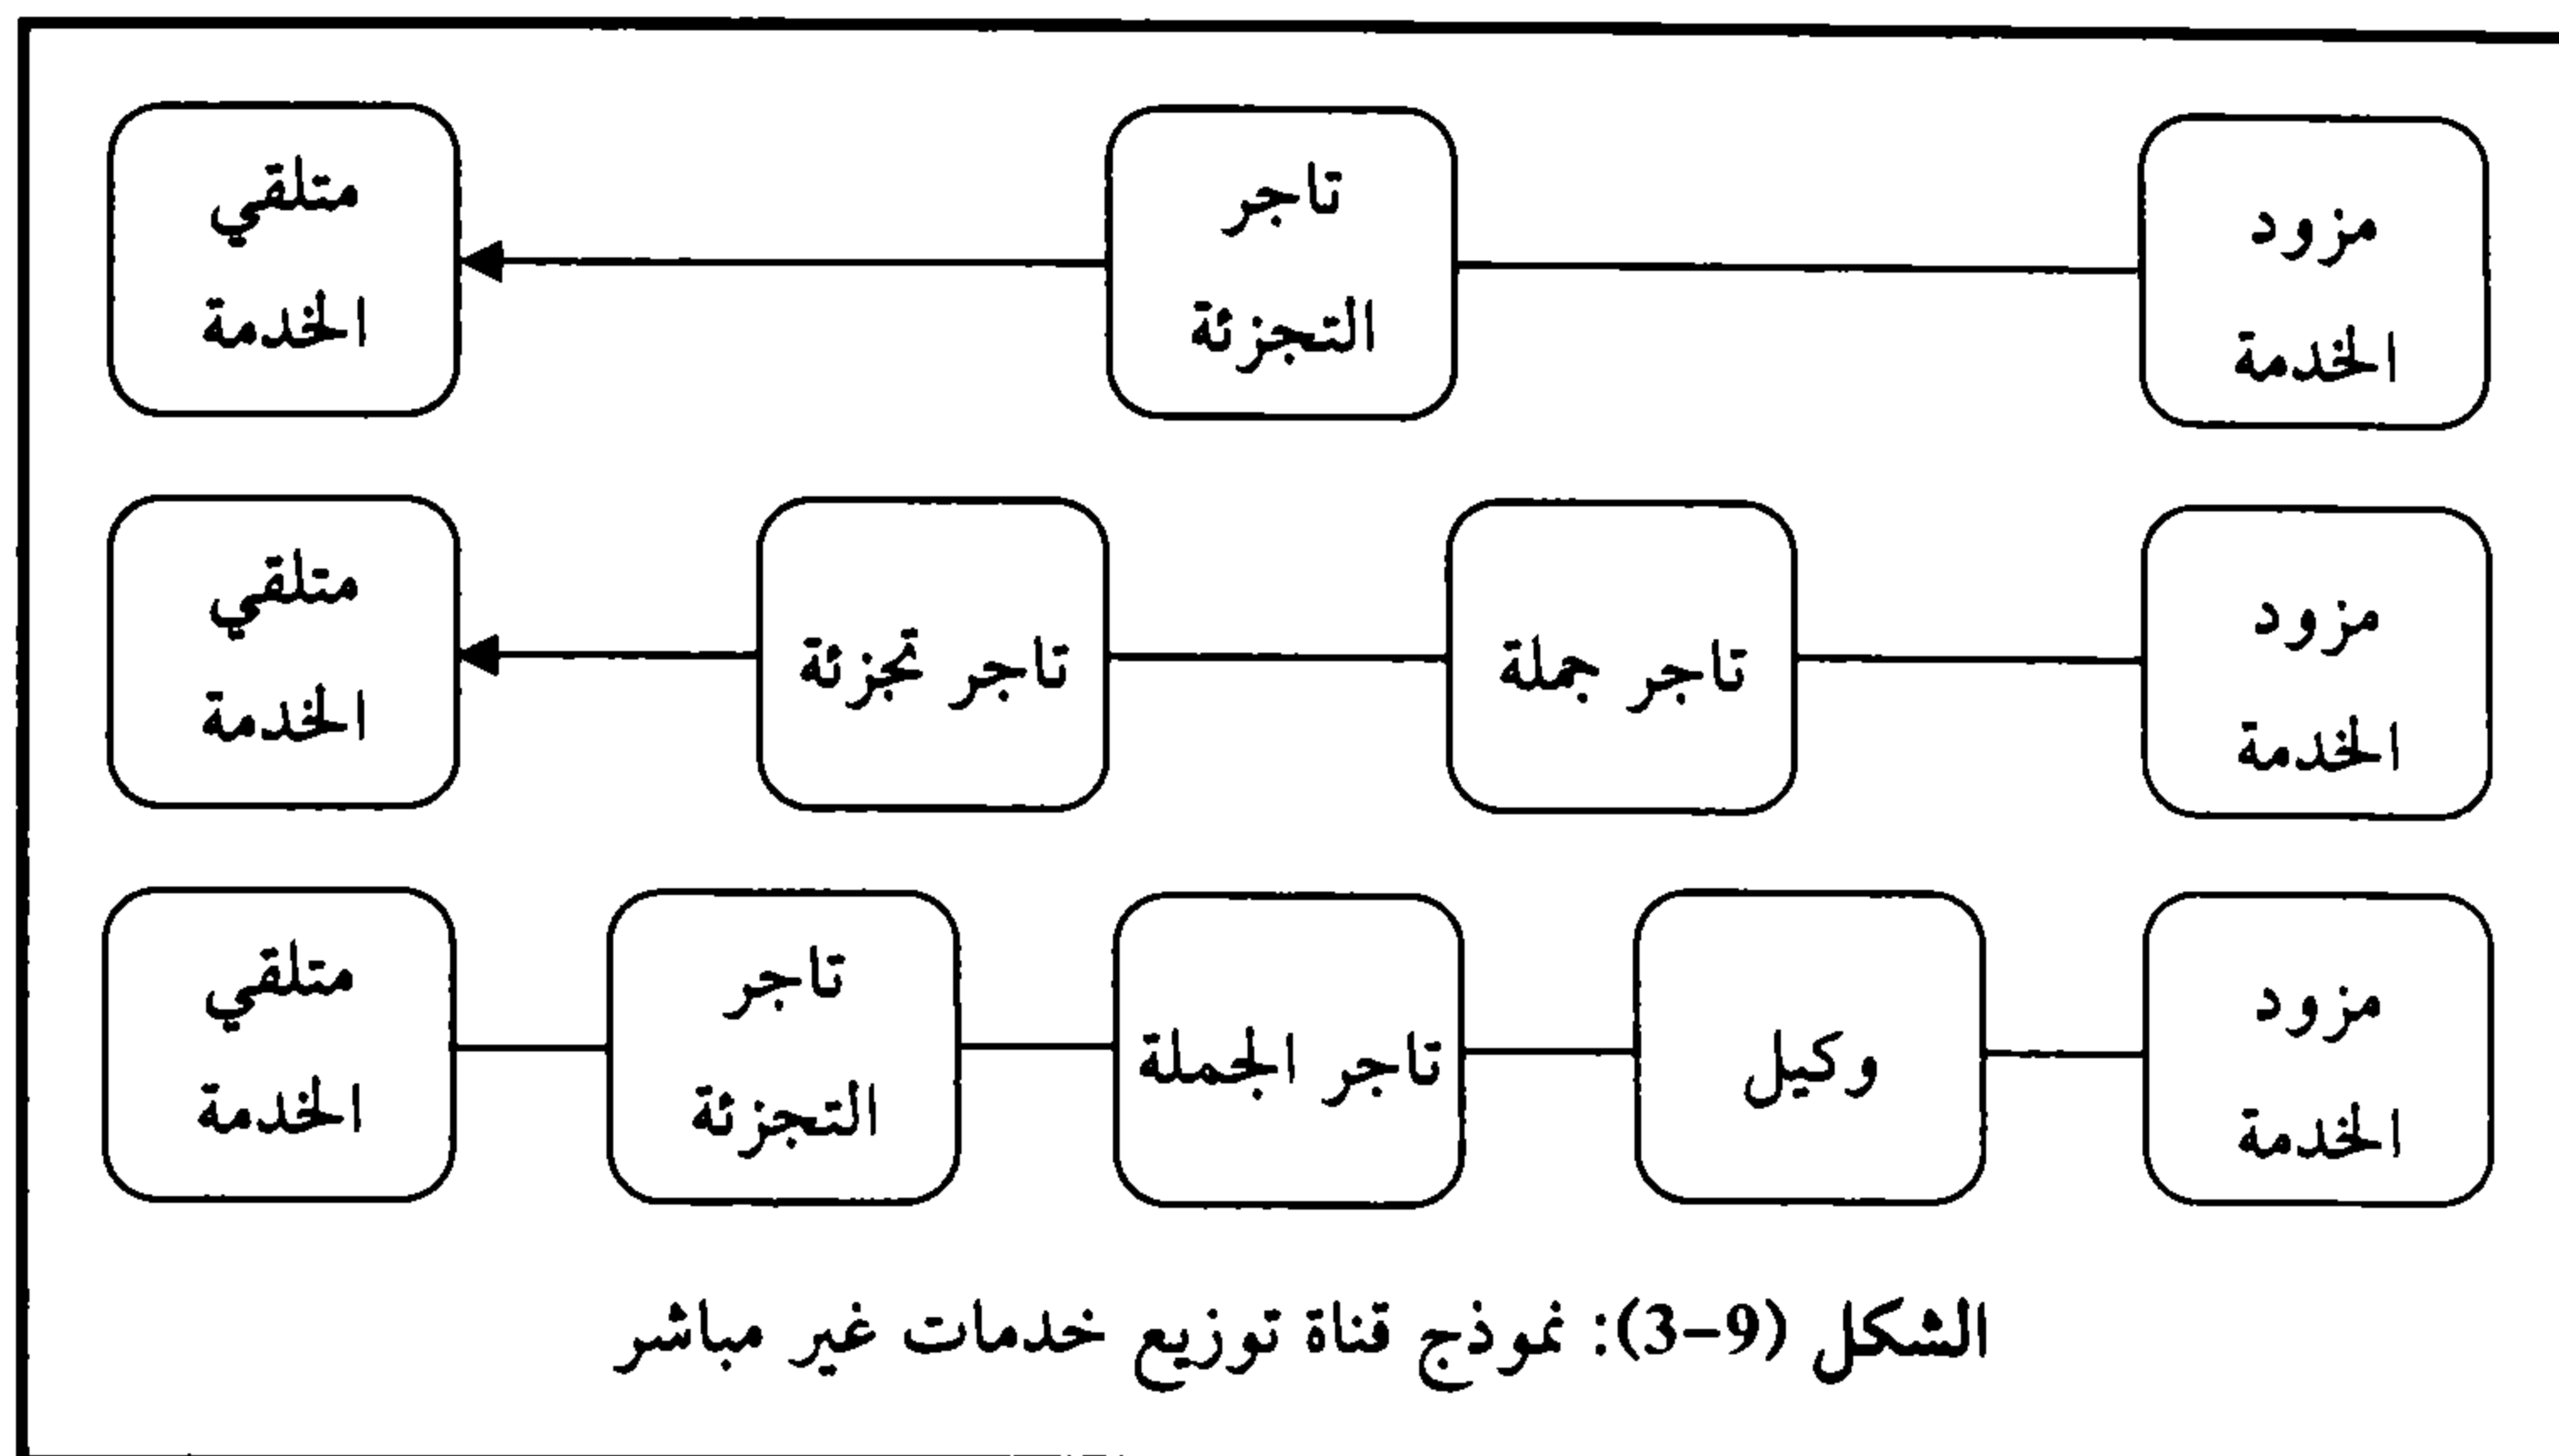 مزود
الخدمة
تاجر
التجزئة
متلقي
الخدمة
مزود
الخدمة
تاجر جملة
تاجر تجزئة
متلقي
الخدمة
مزود
الخدمة
وكيل
تاجر الجملة
تاجر
التجزئة
متلقي
الخدمة
الشكل (9-3): نموذج قناة توزيع خدمات غير مباشر